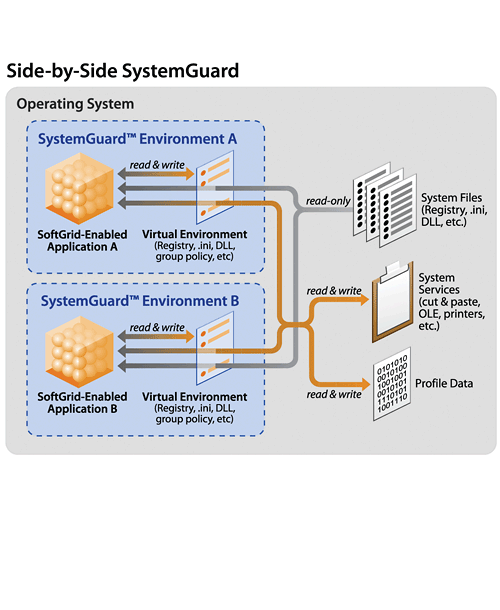 Side-by-Side SystemGuard
Operating System
SystemGuard™ Environment A
read & write
SoftGrid-Enabled
Application A
Virtual Environment
(Registry, .ini, DLL,
group policy, etc)
read-only
System Files
(Registry, .ini,
DLL, etc.)
read & write
System
Services
(cut & paste,
OLE, printers,
etc.)
SystemGuard™ Environment B
read & write
SoftGrid-Enabled
Application B
Virtual Environment
(Registry, .ini, DLL,
group policy, etc)
read & write
0101010
0010100
1001001
0010101
1110101
1001110
Profile Data